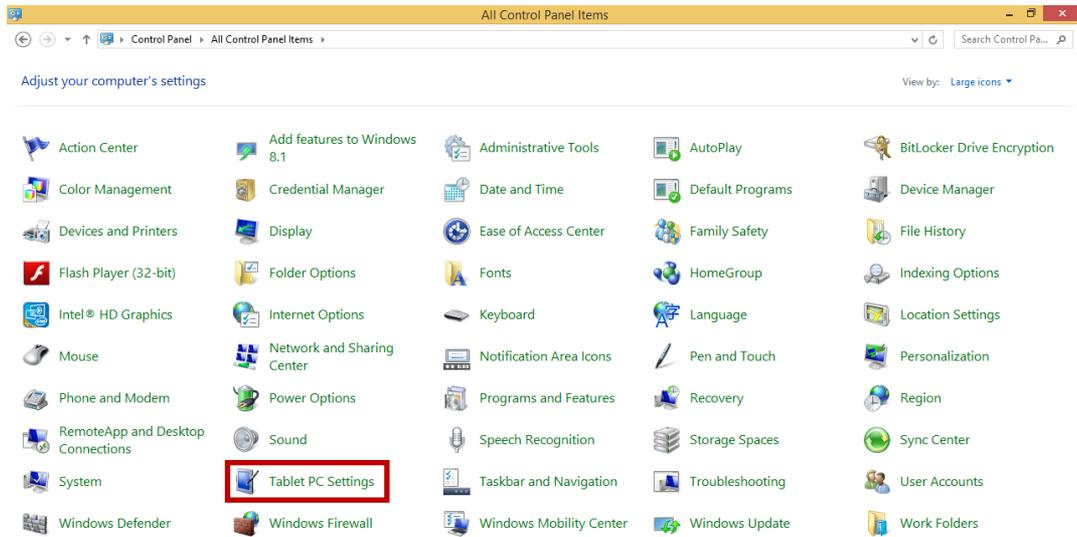 All Control Panel Items
Control Panel All Control Panel Items
Search Control Pa...
Adjust your computer's settings
View by: Large icons
Action Center
Add features to Windows
8.1
Administrative Tools
AutoPlay
BitLocker Drive Encryption
Color Management
Credential Manager
Date and Time
Default Programs
Device Manager
Devices and Printers
Display
Ease of Access Center
Family Safety
File History
Flash Player (32-bit)
Folder Options
Fonts
HomeGroup
Indexing Options
Intel® HD Graphics
Internet Options
Keyboard
Language
Location Settings
Mouse
Network and Sharing
Center
Notification Area Icons
Pen and Touch
Personalization
Phone and Modem
Power Options
Programs and Features
Recovery
Region
RemoteApp and Desktop
Connections
Sound
Speech Recognition
Storage Spaces
Sync Center
System
Tablet PC Settings
Taskbar and Navigation
Troubleshooting
User Accounts
Windows Defender
Windows Firewall
Windows Mobility Center
Windows Update
Work Folders